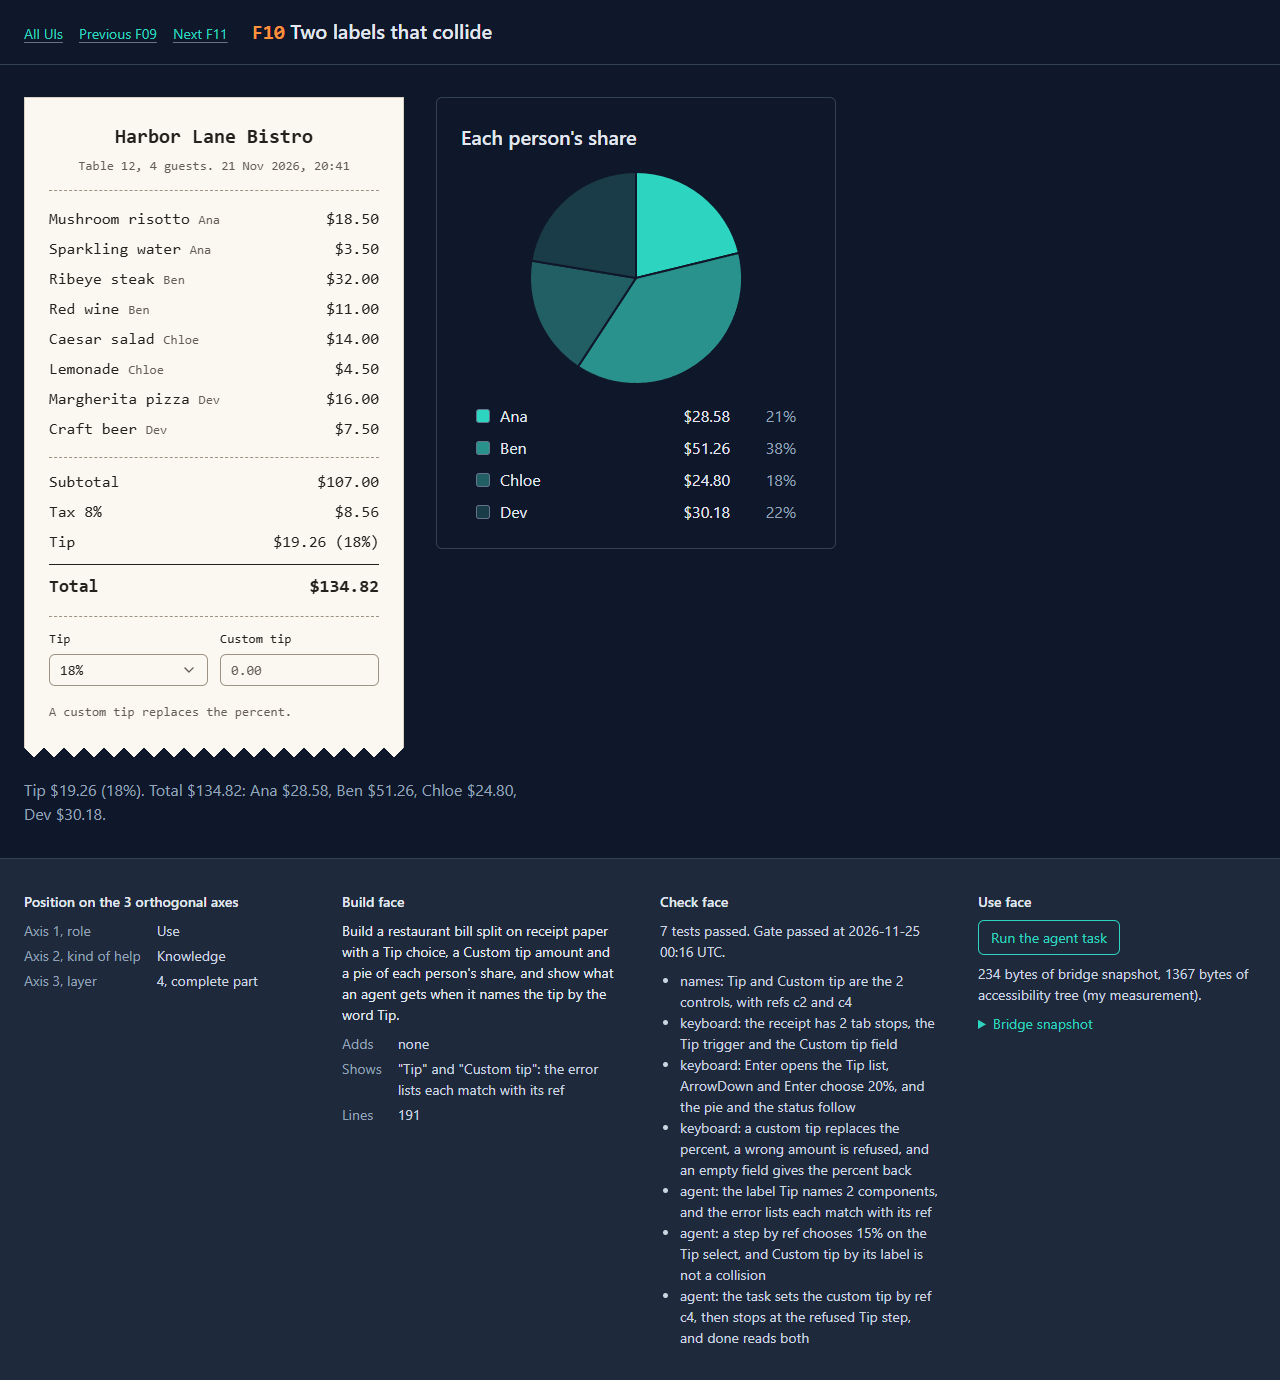 All UIs Previous F09 Next F11 F10 Two labels that collide
Harbor Lane Bistro
Table 12, 4 guests. 21 Nov 2026, 20:41
Mushroom risotto Ana $18.50
Sparkling water Ana $3.50
Ribeye steak Ben $32.00
Red wine Ben $11.00
Caesar salad Chloe $14.00
Lemonade Chloe $4.50
Margherita pizza Dev $16.00
Craft beer Dev $7.50
Subtotal $107.00
Tax 8% $8.56
Tip $19.26 (18%)
Total $134.82
Tip Custom tip
18% 0.00
A custom tip replaces the percent.
Each person's share
Ana $28.58 21%
Ben $51.26 38%
Chloe $24.80 18%
Dev $30.18 22%
Tip $19.26 (18%). Total $134.82: Ana $28.58, Ben $51.26, Chloe $24.80,
Dev $30.18.
Position on the 3 orthogonal axes
Axis 1, role Use
Axis 2, kind of help Knowledge
Axis 3, layer 4, complete part
Build face
Build a restaurant bill split on receipt paper
with a Tip choice, a Custom tip amount and
a pie of each person's share, and show what
an agent gets when it names the tip by the
word Tip.
Adds none
Shows "Tip" and "Custom tip": the error
lists each match with its ref
Lines 191
Check face
7 tests passed. Gate passed at 2026-11-25
00:16 UTC.
• names: Tip and Custom tip are the 2
controls, with refs c2 and c4
• keyboard: the receipt has 2 tab stops, the
Tip trigger and the Custom tip field
• keyboard: Enter opens the Tip list,
ArrowDown and Enter choose 20%, and
the pie and the status follow
• keyboard: a custom tip replaces the
percent, a wrong amount is refused, and
an empty field gives the percent back
• agent: the label Tip names 2 components,
and the error lists each match with its ref
• agent: a step by ref chooses 15% on the
Tip select, and Custom tip by its label is
not a collision
• agent: the task sets the custom tip by ref
c4, then stops at the refused Tip step,
and done reads both
Use face
Run the agent task
234 bytes of bridge snapshot, 1367 bytes of
accessibility tree (my measurement).
Bridge snapshot